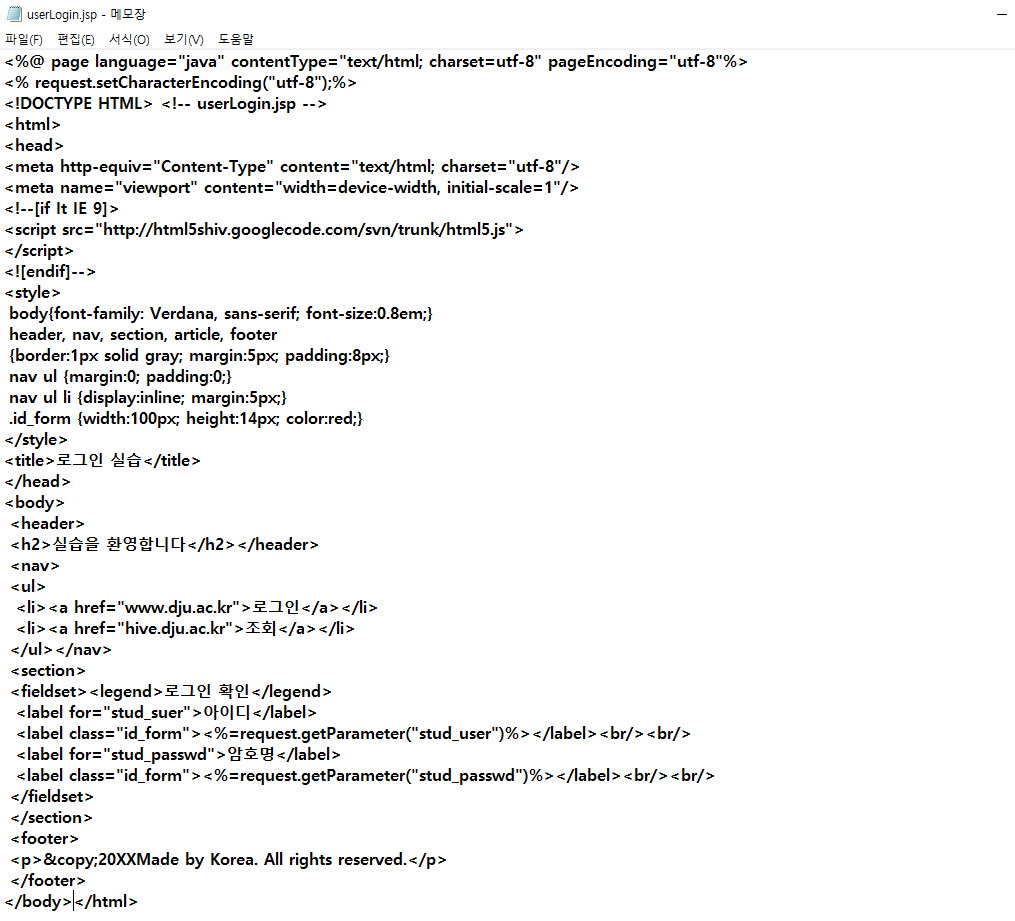 userLogin.jsp - 메모장
파일(F) 편집(E) 서식(O) 보기(V) 도움말
<%@ page language="java" contentType="text/html; charset=utf-8" pageEncoding="utf-8"%>
<% request.setCharacterEncoding("utf-8");%>
<!DOCTYPE HTML> <!-- userLogin.jsp -->
<html>
<head>
<meta http-equiv="Content-Type" content="text/html; charset="utf-8"/>
<meta name="viewport" content="width=device-width, initial-scale=1"/>
<!--[if lt IE 9]>
<script src="http://html5shiv.googlecode.com/svn/trunk/html5.js">
</script>
<![endif]-->
<style>
body{font-family: Verdana, sans-serif; font-size:0.8em;}
header, nav, section, article, footer
{border:1px solid gray; margin:5px; padding:8px;}
nav ul {margin:0; padding:0;}
nav ul li {display:inline; margin:5px;}
.id_form {width:100px; height:14px; color:red;}
</style>
<title>로그인 실습</title>
</head>
<body>
<header>
<h2>실습을 환영합니다</h2></header>
<nav>
<ul>
<li><a href="www.dju.ac.kr">로그인</a></li>
<li><a href="hive.dju.ac.kr">조회</a></li>
</ul></nav>
<section>
<fieldset><legend>로그인 확인</legend>
<label for="stud_suer">아이디</label>
<label class="id_form"><%=request.getParameter("stud_user")%></label><br/><br/>
<label for="stud_passwd">암호명</label>
<label class="id_form"><%=request.getParameter("stud_passwd")%></label><br/><br/>
</fieldset>
</section>
<footer>
<p>&copy;20XXMade by Korea. All rights reserved.</p>
</footer>
</body></html>